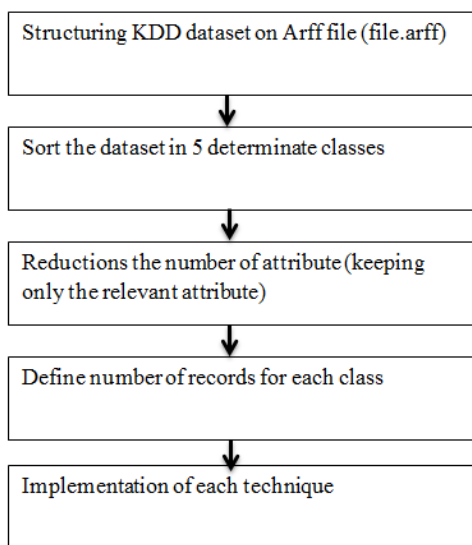 Structuring KDD dataset on Arff file (file.arff)
Sort the dataset in 5 determinate classes
Reductions the number of attribute (keeping
only the relevant attribute)
Define number of records for each class
Implementation of each technique